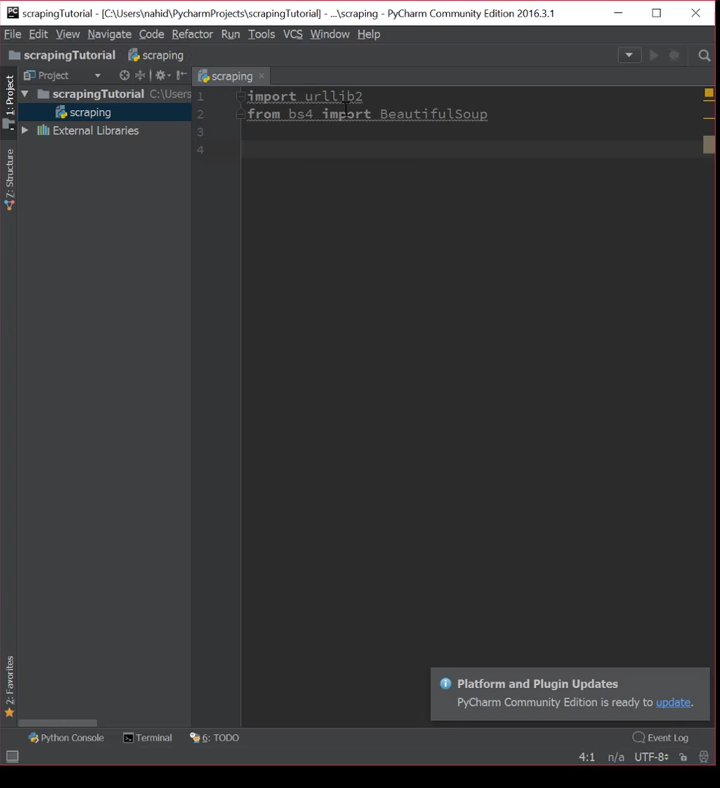 PC scrapingTutorial - [C:\Users\nahid\PycharmProjects\scrapingTutorial] - ...\scraping - PyCharm Community Edition 2016.3.1
File Edit View Navigate Code Refactor Run Tools VCS Window Help
scrapingTutorial scraping
Project scraping
1: Project
scrapingTutorial C:\Users
scraping
External Libraries
Z: Structure
2: Favorites
1 import urllib2
2 from bs4 import BeautifulSoup
3
4
Platform and Plugin Updates
PyCharm Community Edition is ready to update.
Python Console Terminal 6: TODO Event Log
4:1 n/a UTF-8